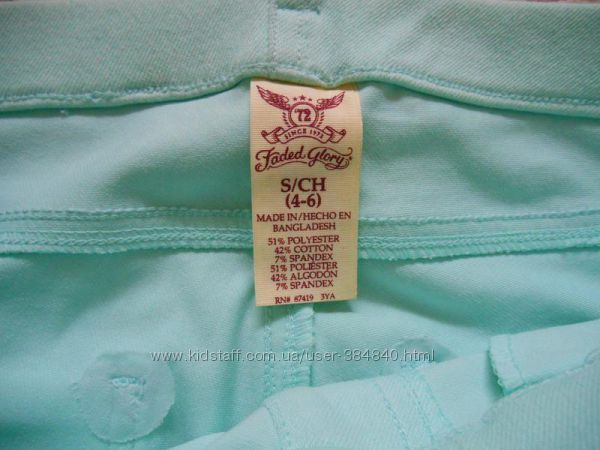 '72
SINCE 1972
Faded Glory
S/CH
(4-6)
MADE IN/HECHO EN
BANGLADESH
51% POLYESTER
42% COTTON
7% SPANDEX
51% POLIÉSTER
42% ALGODÓN
7% SPANDEX
RN# 87419 3YA
www.kidstaff.com.ua/user-384840.html